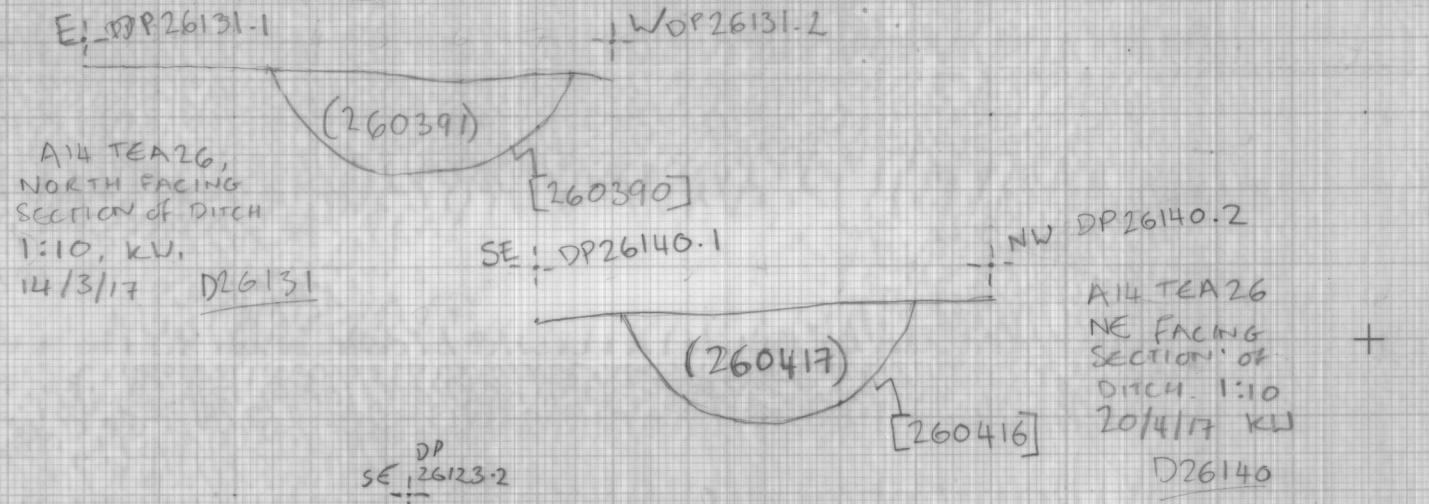 E DP26131.1
W DP26131.2
(260391)
[260390]
A14 TEA26,
NORTH FACING
SECTION of DITCH
1:10, KW.
14/3/17 D26131
SE DP26140.1
NW DP26140.2
(260417)
[260416]
A14 TEA26
NE FACING
SECTION of
DITCH. 1:10
20/4/17 KW
D26140
DP
SE 26123.2